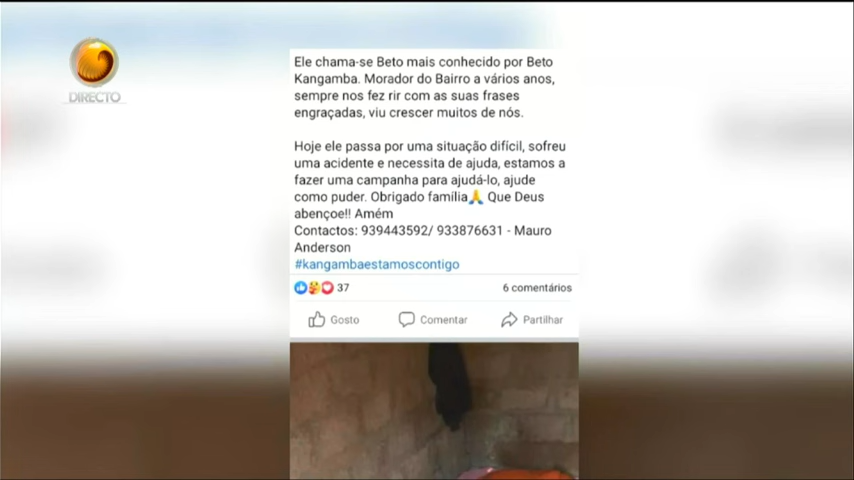 DIRECTO
Ele chama-se Beto mais conhecido por Beto
Kangamba. Morador do Bairro a vários anos,
sempre nos fez rir com as suas frases
engraçadas, viu crescer muitos de nós.
Hoje ele passa por uma situação difícil, sofreu
uma acidente e necessita de ajuda, estamos a
fazer uma campanha para ajudá-lo, ajude
como puder. Obrigado família🙏 Que Deus
abençoe!! Amém
Contactos: 939443592/ 933876631 - Mauro
Anderson
#kangambaestamoscontigo
37 6 comentários
Gosto Comentar Partilhar